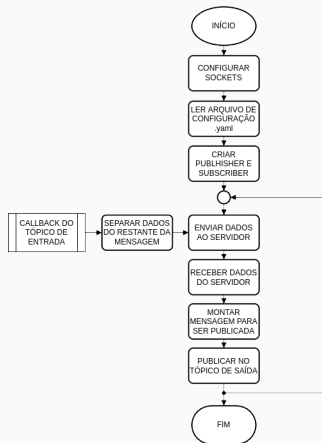 INÍCIO
CONFIGURAR
SOCKETS
LER ARQUIVO DE
CONFIGURAÇÃO
.yaml
CRIAR
PUBLHISHER E
SUBSCRIBER
CALLBACK DO
TÓPICO DE
ENTRADA
SEPARAR DADOS
DO RESTANTE DA
MENSAGEM
ENVIAR DADOS
AO SERVIDOR
RECEBER DADOS
DO SERVIDOR
MONTAR
MENSAGEM PARA
SER PUBLICADA
PUBLICAR NO
TÓPICO DE SAÍDA
FIM